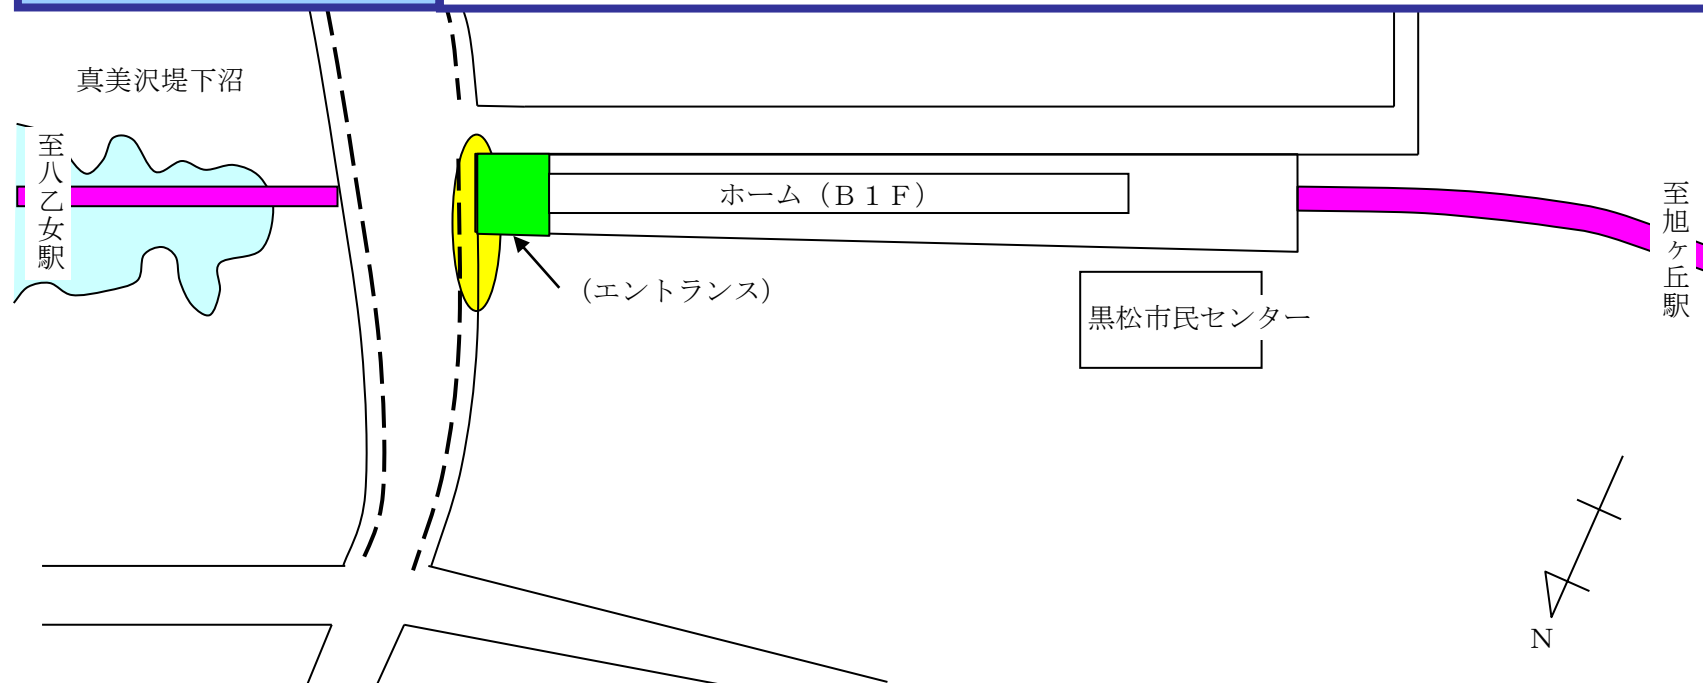 真美沢堤下沼
至八乙女駅
ホーム（Ｂ１Ｆ）
至旭ヶ丘駅
（エントランス）
黒松市民センター
N